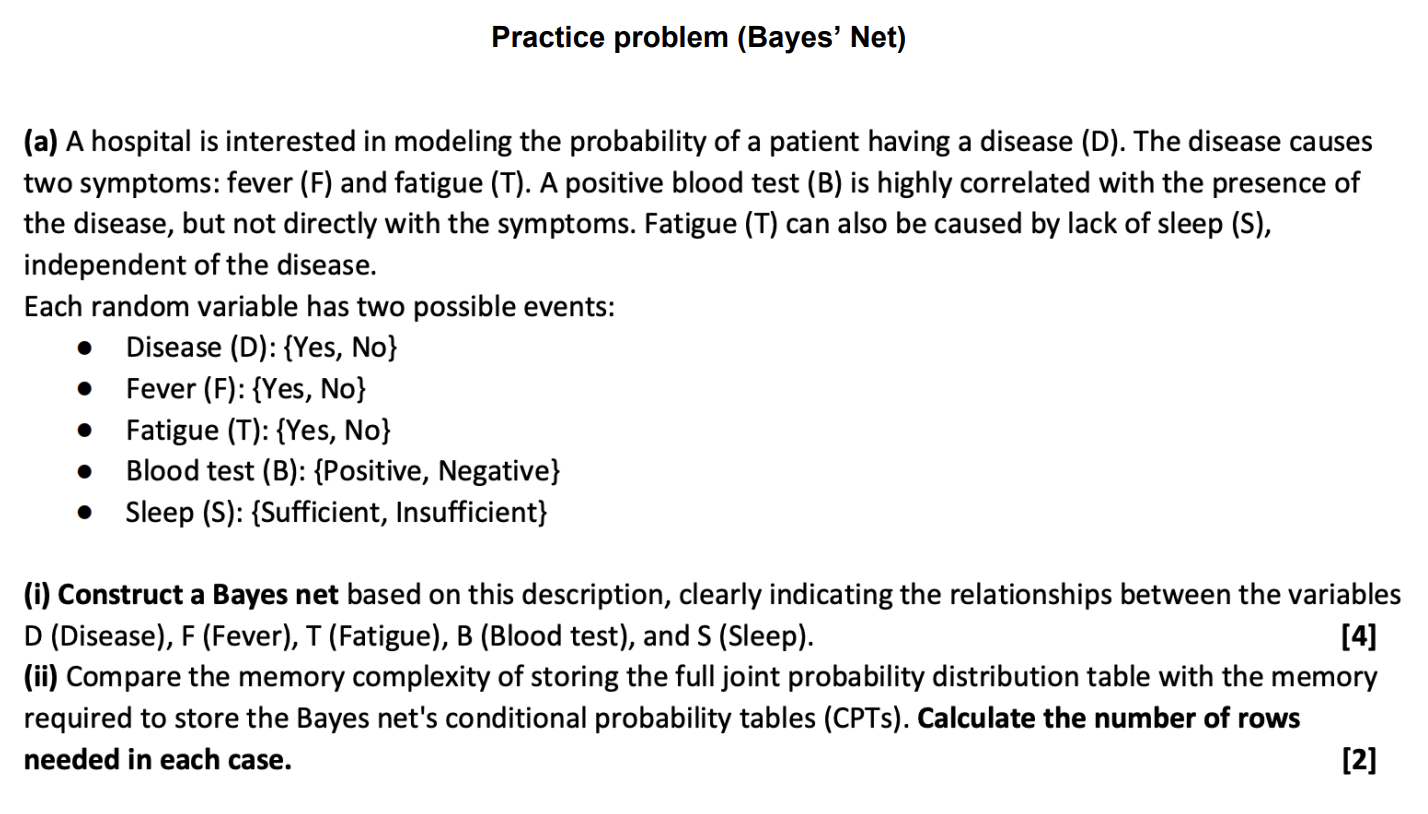 Practice problem (Bayes’ Net)
(a) A hospital is interested in modeling the probability of a patient having a disease (D). The disease causes
two symptoms: fever (F) and fatigue (T). A positive blood test (B) is highly correlated with the presence of
the disease, but not directly with the symptoms. Fatigue (T) can also be caused by lack of sleep (S),
independent of the disease.
Each random variable has two possible events:
● Disease (D): {Yes, No}
● Fever (F): {Yes, No}
● Fatigue (T): {Yes, No}
● Blood test (B): {Positive, Negative}
● Sleep (S): {Sufficient, Insufficient}
(i) Construct a Bayes net based on this description, clearly indicating the relationships between the variables
D (Disease), F (Fever), T (Fatigue), B (Blood test), and S (Sleep). [4]
(ii) Compare the memory complexity of storing the full joint probability distribution table with the memory
required to store the Bayes net's conditional probability tables (CPTs). Calculate the number of rows
needed in each case. [2]